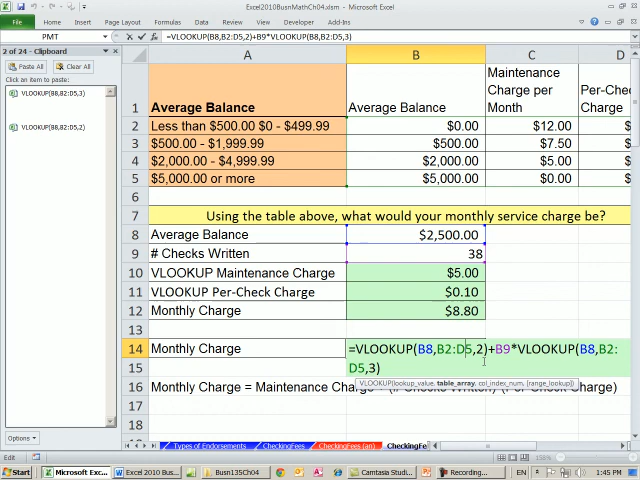 Excel2010BusnMathCh04.xlsm - Microsoft Excel
File Home Insert Page Layout Formulas Data Review View Add-Ins Developer
PMT =VLOOKUP(B8,B2:D5,2)+B9*VLOOKUP(B8,B2:D5,3)
2 of 24 - Clipboard
Paste All Clear All
Click an item to paste:
VLOOKUP(B8,B2:D5,3)
VLOOKUP(B8,B2:D5,2)
Options
A B C D
1 Average Balance Average Balance Maintenance
Charge per
Month Per-Chec
Charge
2 Less than $500.00 $0 - $499.99 $0.00 $12.00 $
3 $500.00 - $1,999.99 $500.00 $7.50 $
4 $2,000.00 - $4,999.99 $2,000.00 $5.00 $
5 $5,000.00 or more $5,000.00 $0.00 $
6
7 Using the table above, what would your monthly service charge be?
8 Average Balance $2,500.00
9 # Checks Written 38
10 VLOOKUP Maintenance Charge $5.00
11 VLOOKUP Per-Check Charge $0.10
12 Monthly Charge $8.80
13
14 Monthly Charge =VLOOKUP(B8,B2:D5,2)+B9*VLOOKUP(B8,B2:
15 D5,3)
VLOOKUP(lookup_value, table_array, col_index_num, [range_lookup])
16 Monthly Charge = Maintenance Charge Charge)
17
18
Types of Endorsements CheckingFees CheckingFees (an) CheckingFe
Edit 158%
Start Microsoft Exc... Excel 2010 Bus... Busn135Ch04 Camtasia Studi... Recording... EN 1:45 PM